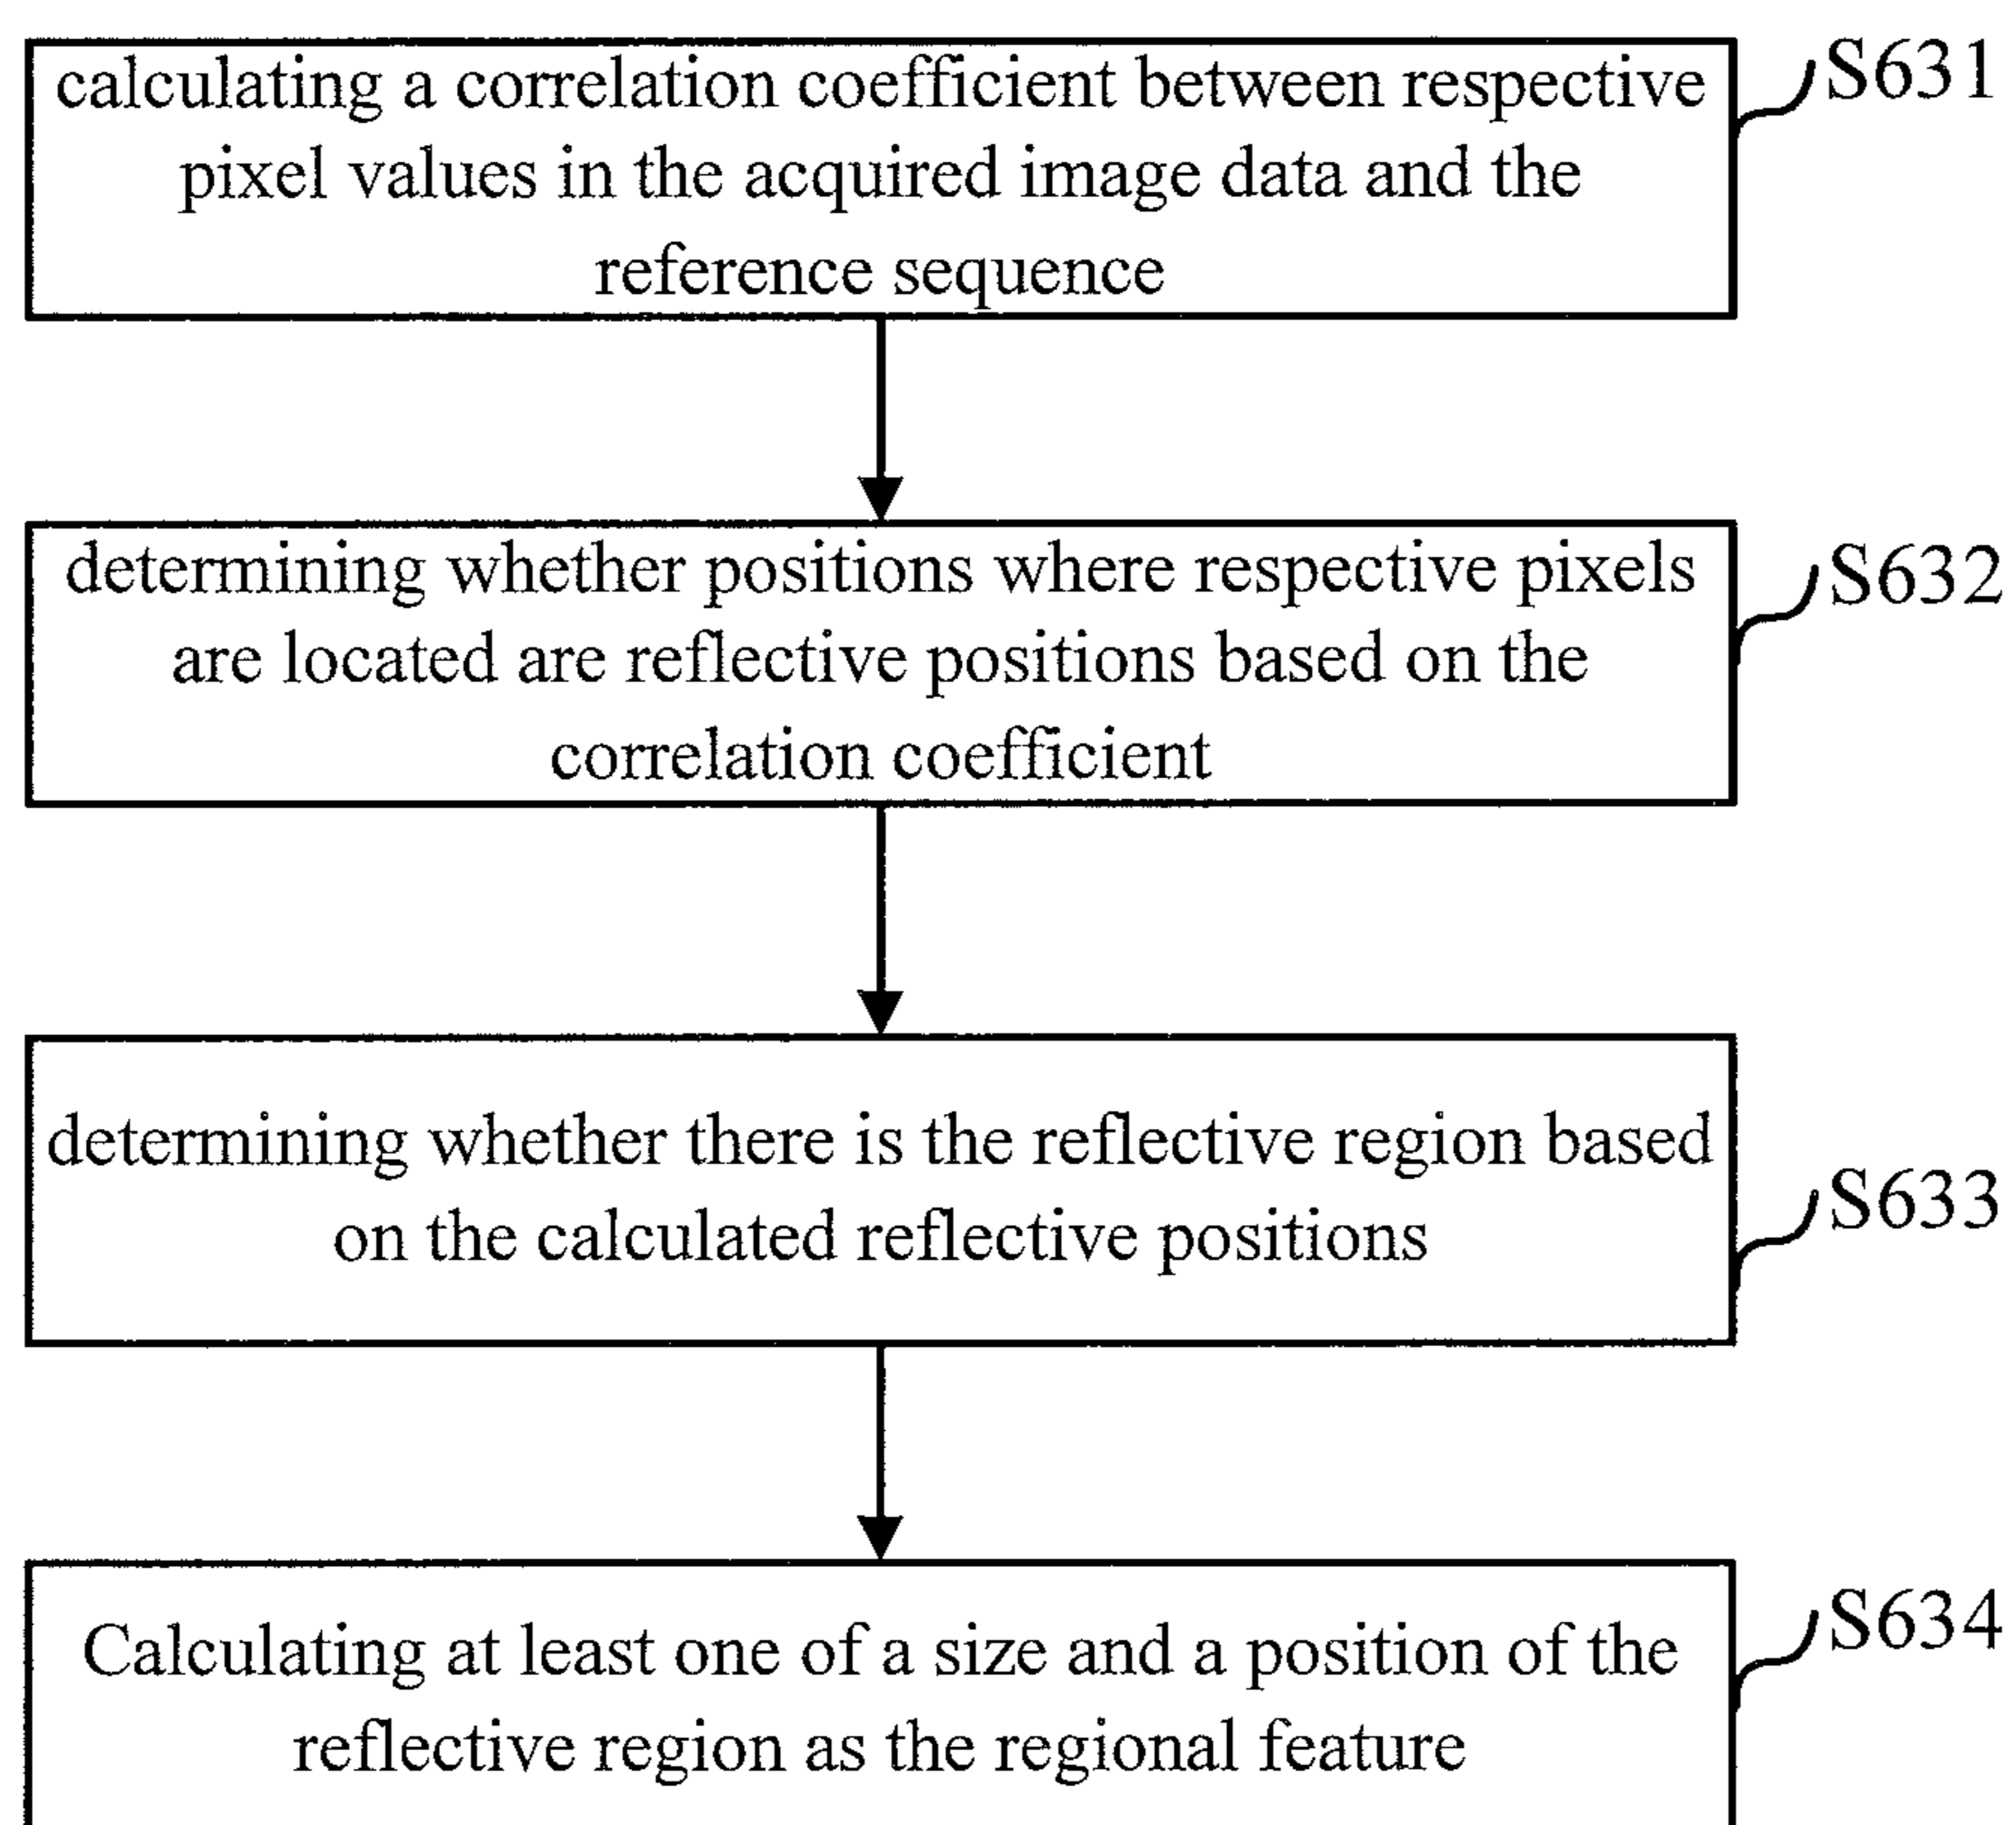 calculating a correlation coefficient between respective
pixel values in the acquired image data and the
reference sequence
S631
determining whether positions where respective pixels
are located are reflective positions based on the
correlation coefficient
S632
determining whether there is the reflective region based
on the calculated reflective positions
S633
Calculating at least one of a size and a position of the
reflective region as the regional feature
S634